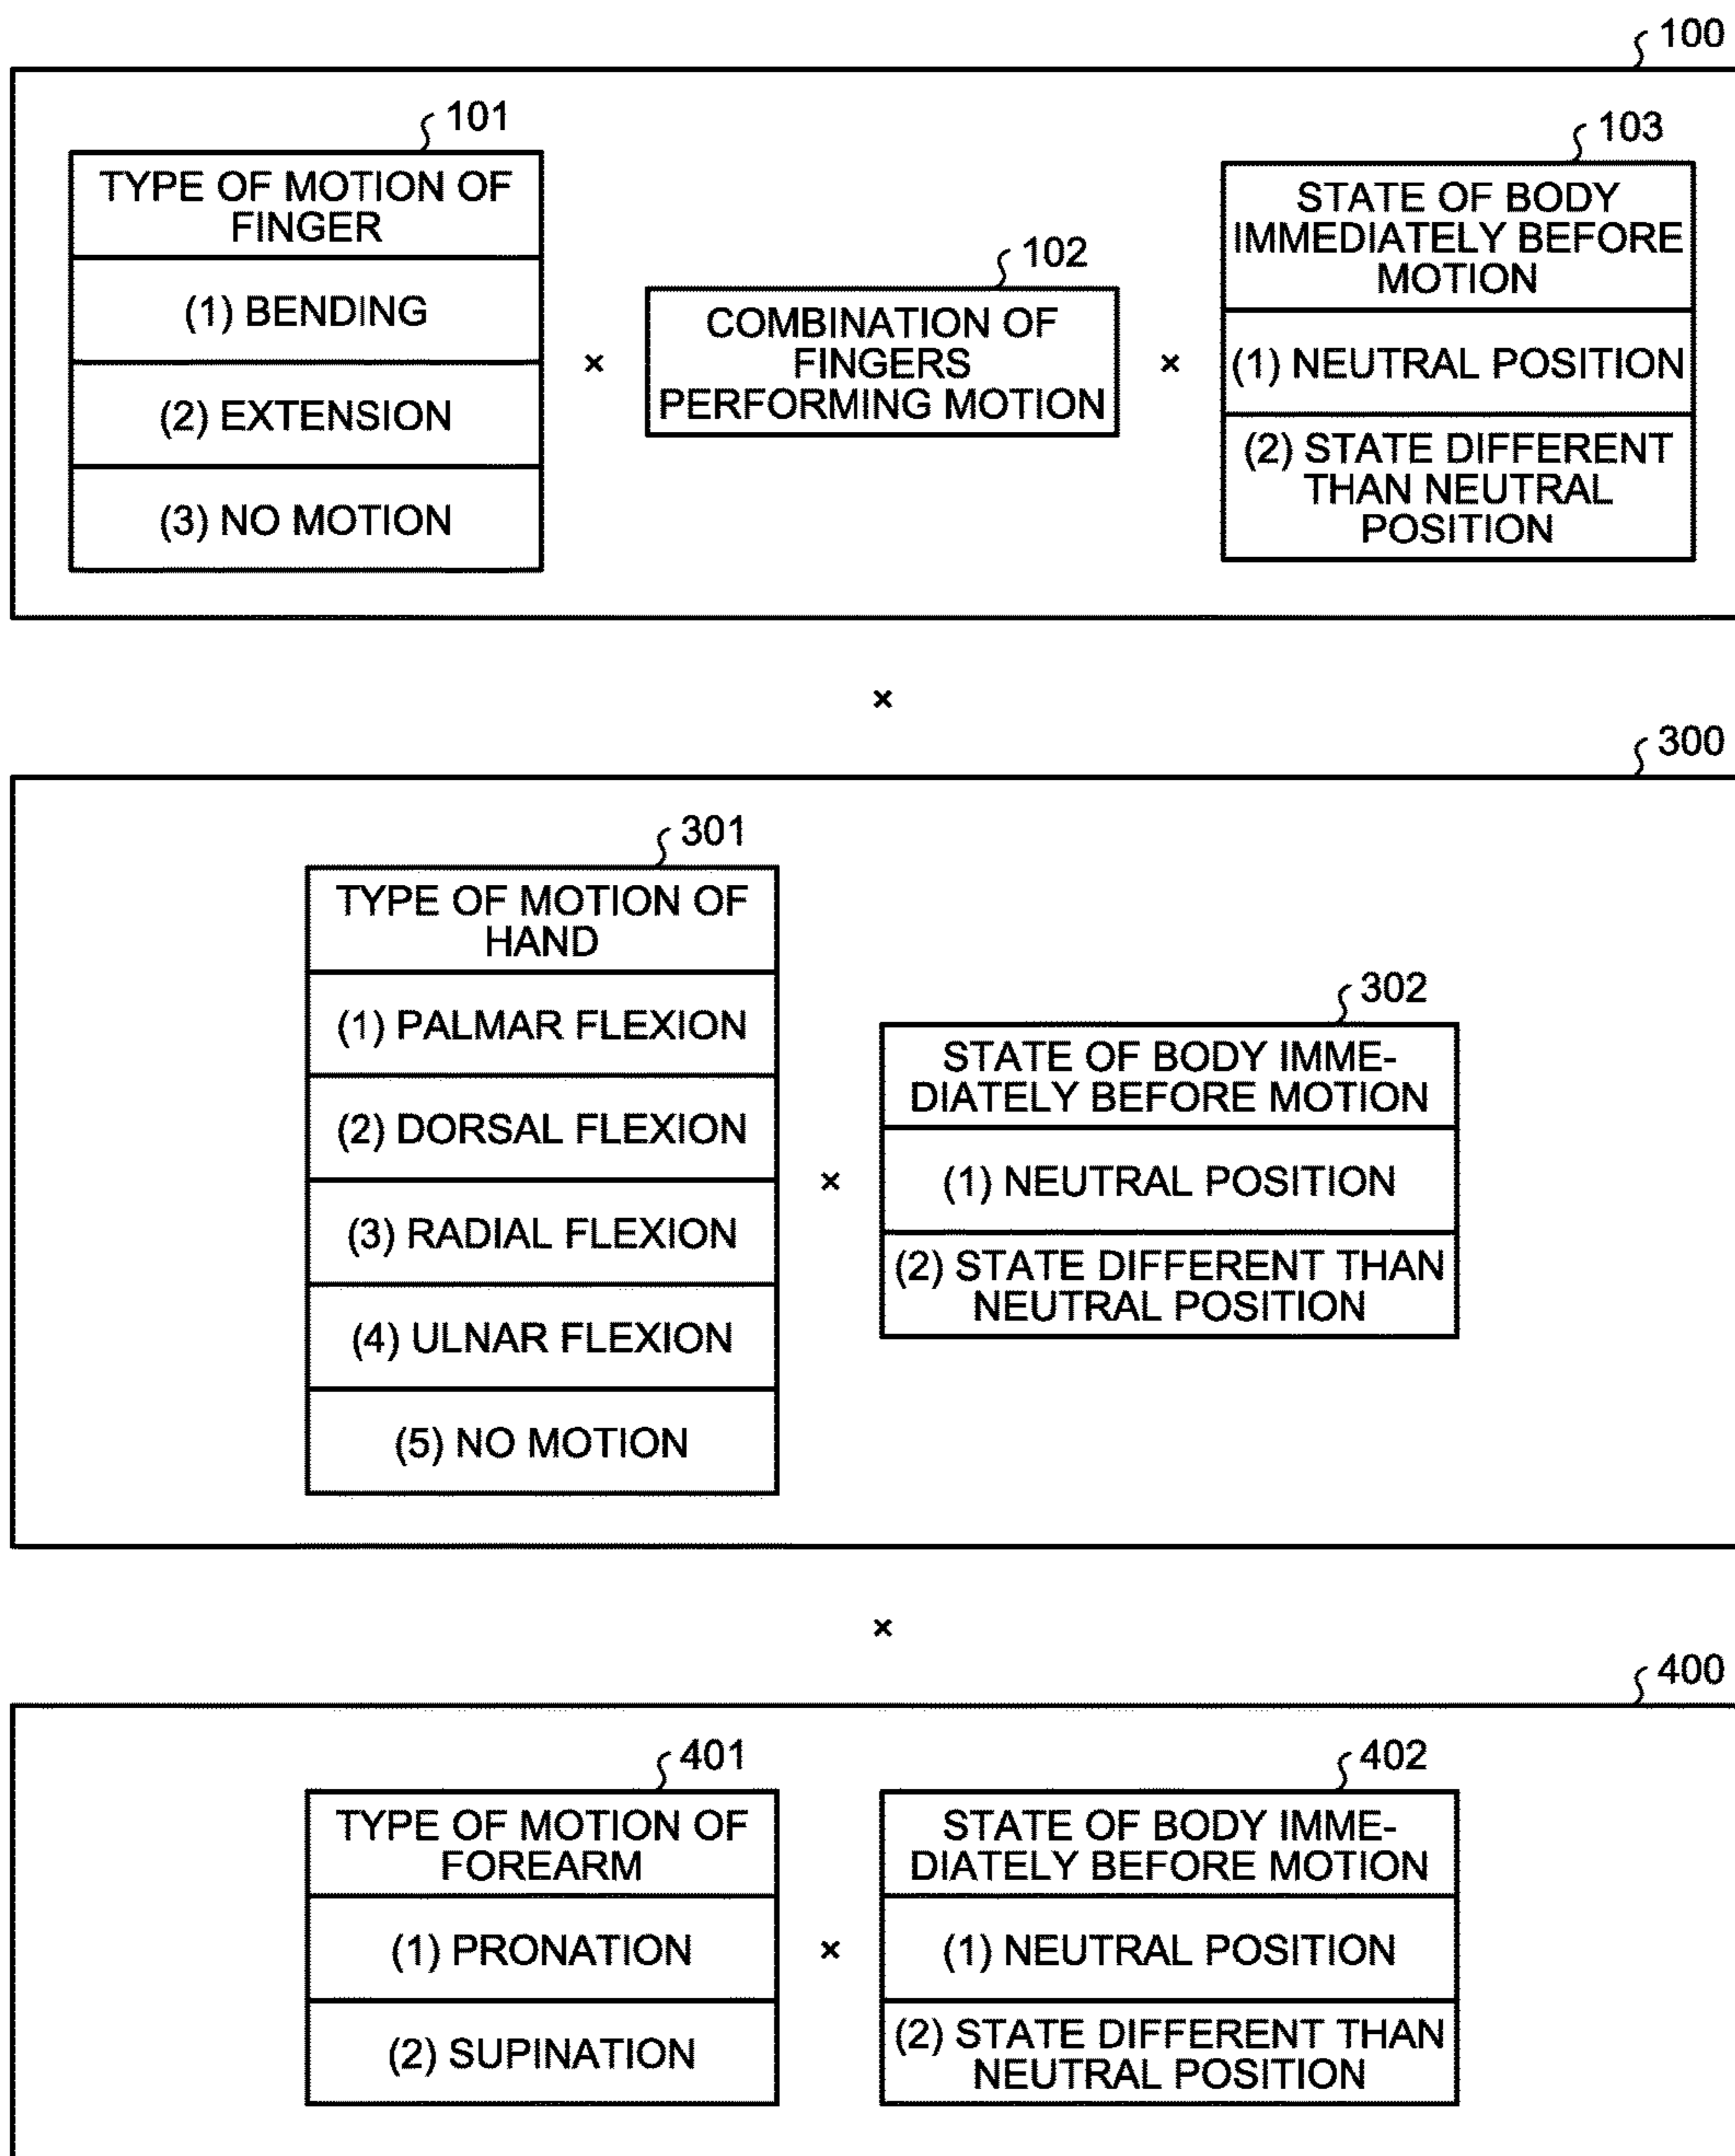 100
101
TYPE OF MOTION OF
FINGER
(1) BENDING
(2) EXTENSION
(3) NO MOTION
×
102
COMBINATION OF
FINGERS
PERFORMING MOTION
×
103
STATE OF BODY
IMMEDIATELY BEFORE
MOTION
(1) NEUTRAL POSITION
(2) STATE DIFFERENT
THAN NEUTRAL
POSITION
×
300
301
TYPE OF MOTION OF
HAND
(1) PALMAR FLEXION
(2) DORSAL FLEXION
(3) RADIAL FLEXION
(4) ULNAR FLEXION
(5) NO MOTION
×
302
STATE OF BODY IMME-
DIATELY BEFORE MOTION
(1) NEUTRAL POSITION
(2) STATE DIFFERENT THAN
NEUTRAL POSITION
×
400
401
TYPE OF MOTION OF
FOREARM
(1) PRONATION
(2) SUPINATION
×
402
STATE OF BODY IMME-
DIATELY BEFORE MOTION
(1) NEUTRAL POSITION
(2) STATE DIFFERENT THAN
NEUTRAL POSITION